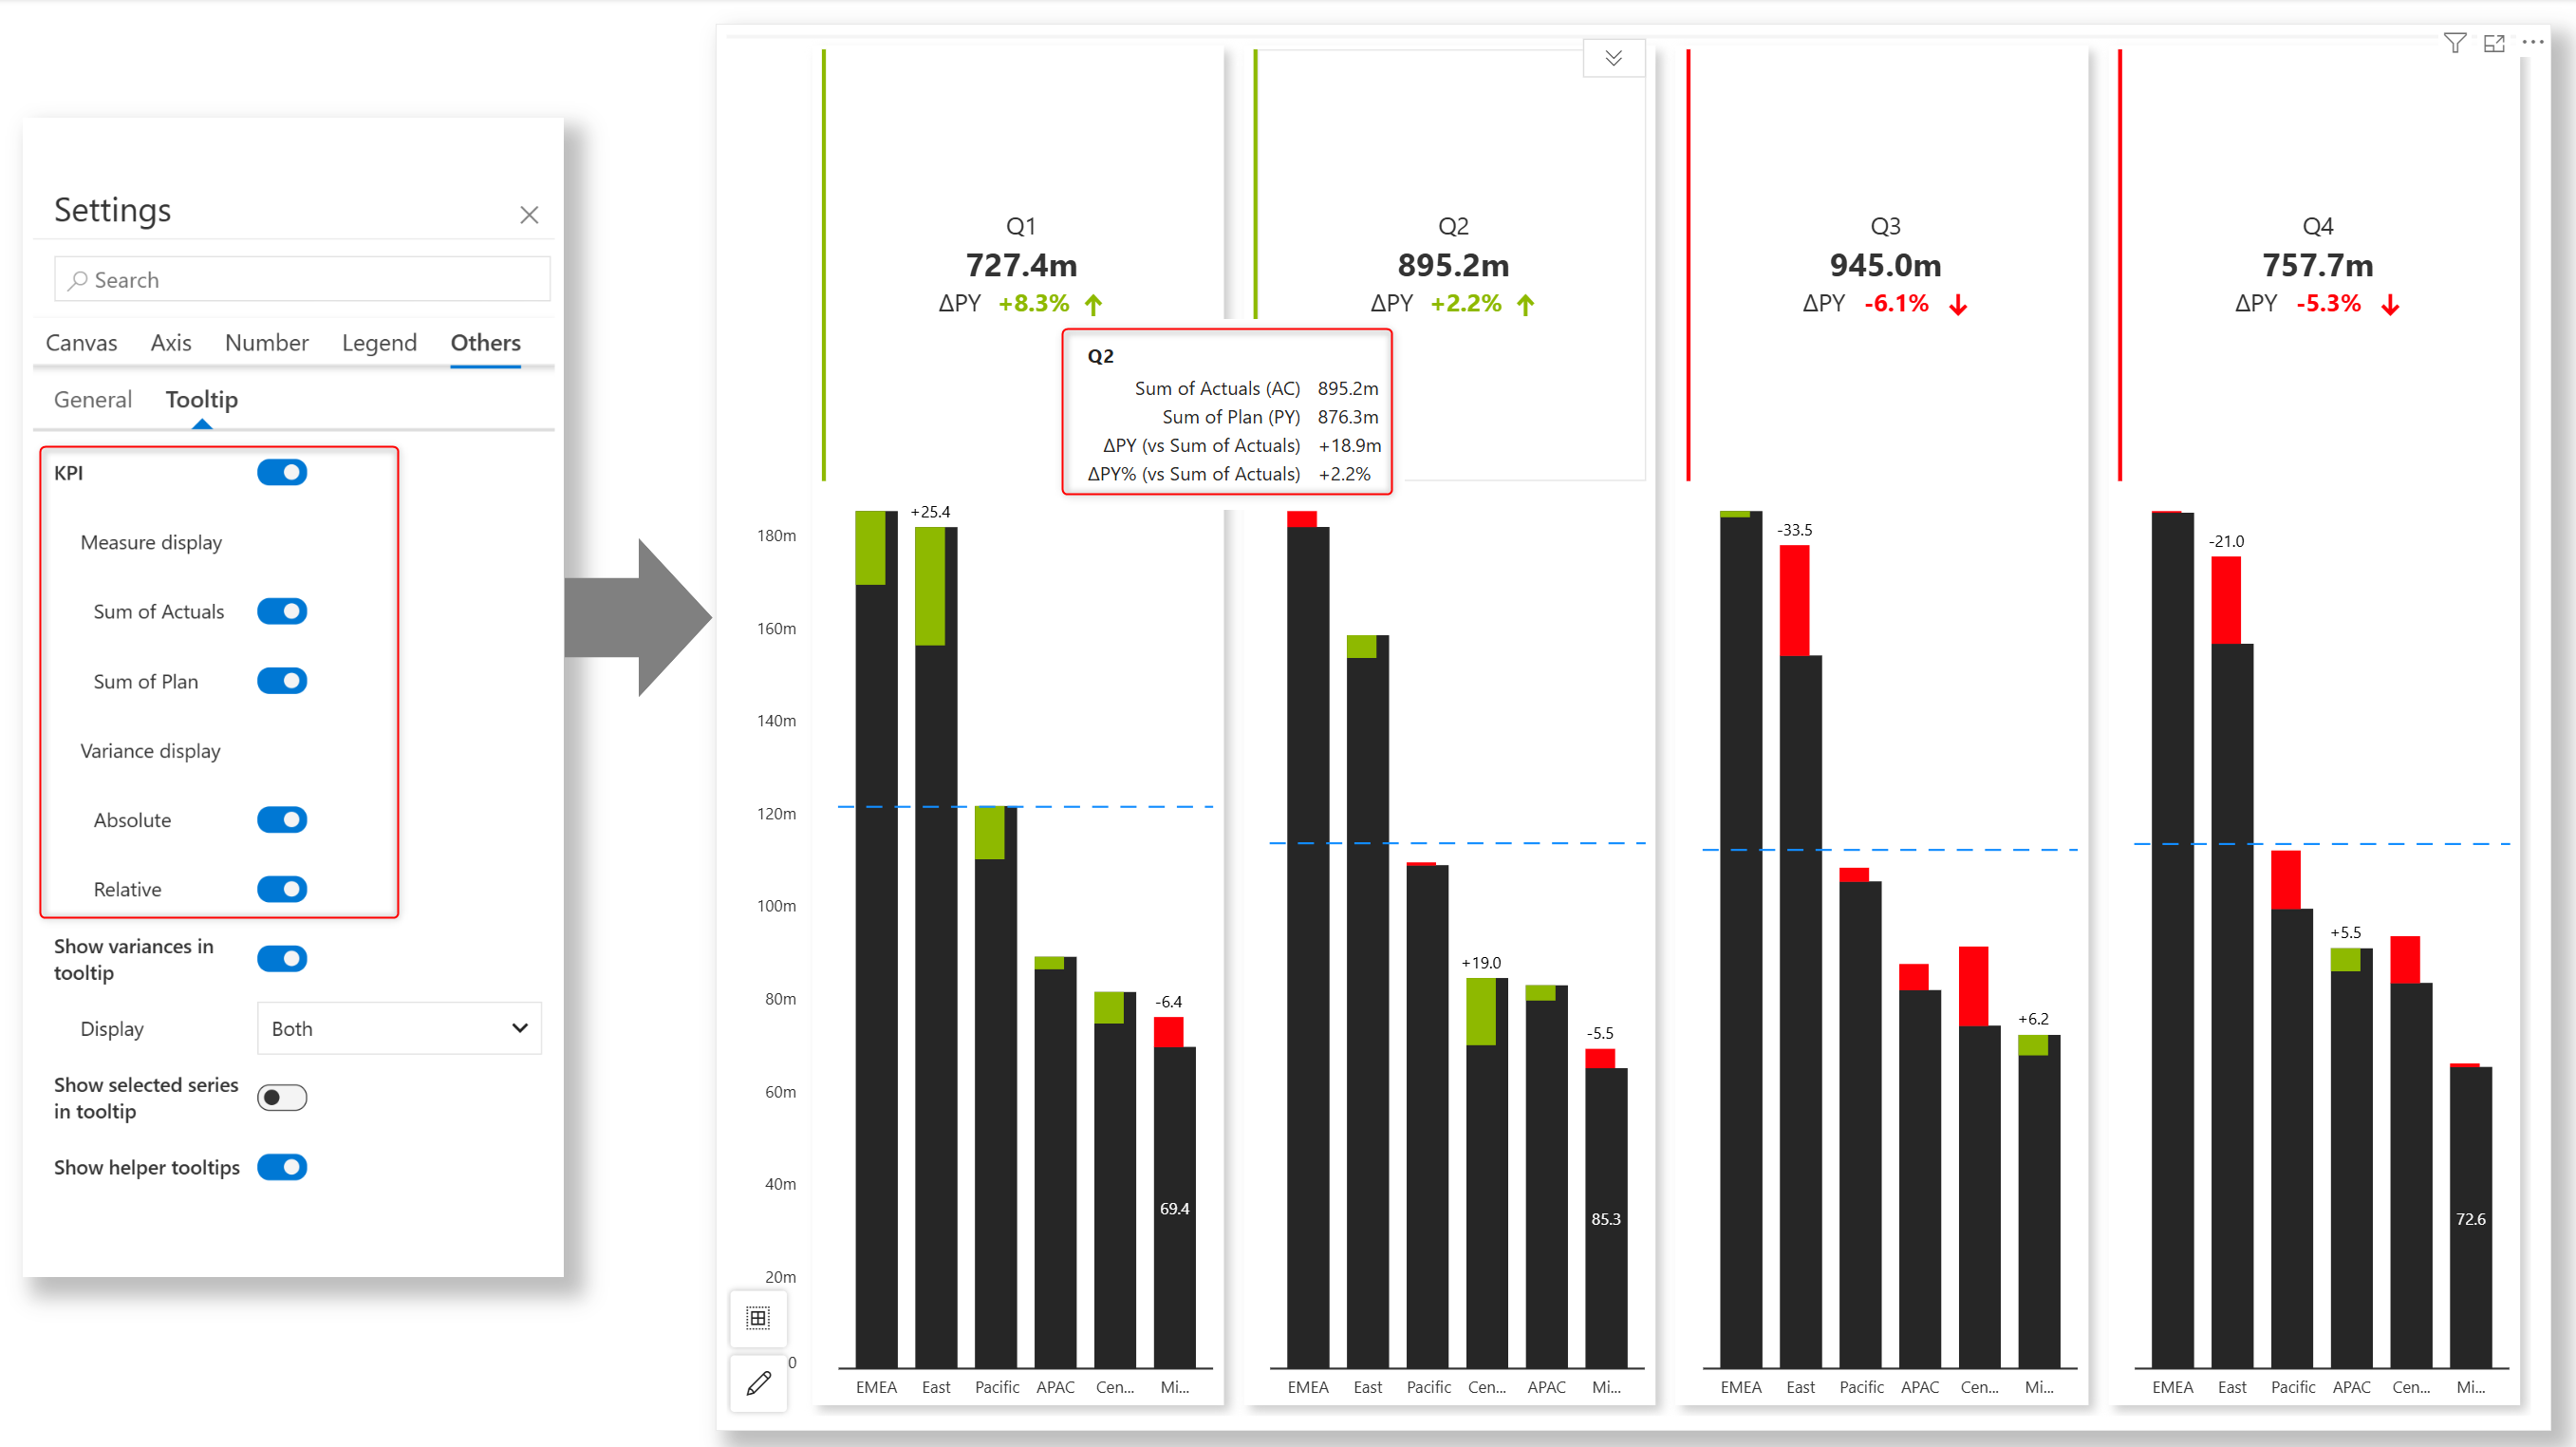 Settings
Search
Canvas Axis Number Legend Others
General Tooltip
KPI
Measure display
Sum of Actuals
Sum of Plan
Variance display
Absolute
Relative
Show variances in
tooltip
Display Both
Show selected series
in tooltip
Show helper tooltips
Q1
727.4m
ΔPY +8.3%
Q2
895.2m
ΔPY +2.2%
Q3
945.0m
ΔPY -6.1%
Q4
757.7m
ΔPY -5.3%
Q2
Sum of Actuals (AC) 895.2m
Sum of Plan (PY) 876.3m
ΔPY (vs Sum of Actuals) +18.9m
ΔPY% (vs Sum of Actuals) +2.2%
180m
160m
140m
120m
100m
80m
60m
40m
20m
0
+25.4
-6.4
69.4
EMEA East Pacific APAC Cen... Mi...
+19.0
-5.5
85.3
EMEA East Pacific Cen... APAC Mi...
-33.5
+6.2
EMEA East Pacific APAC Cen... Mi...
-21.0
+5.5
72.6
EMEA East Pacific APAC Cen... Mi...